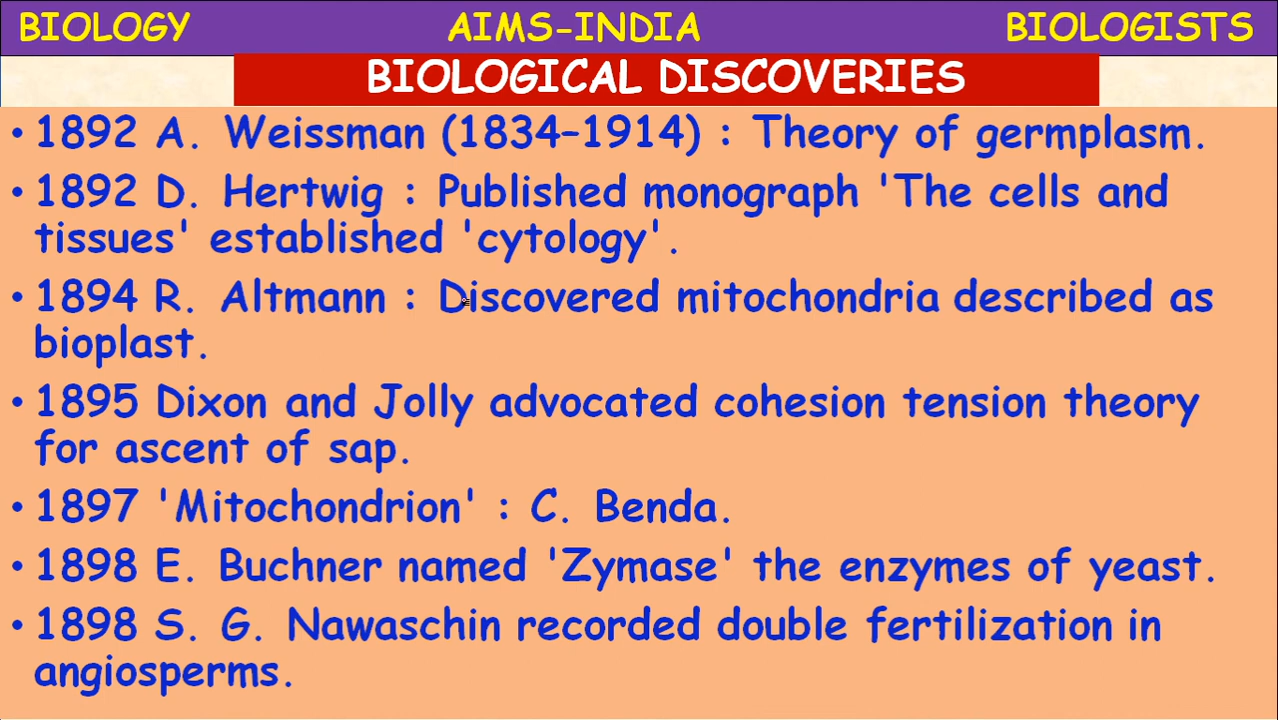 BIOLOGY AIMS-INDIA BIOLOGISTS
BIOLOGICAL DISCOVERIES
• 1892 A. Weissman (1834–1914) : Theory of germplasm.
• 1892 D. Hertwig : Published monograph 'The cells and
tissues' established 'cytology'.
• 1894 R. Altmann : Discovered mitochondria described as
bioplast.
• 1895 Dixon and Jolly advocated cohesion tension theory
for ascent of sap.
• 1897 'Mitochondrion' : C. Benda.
• 1898 E. Buchner named 'Zymase' the enzymes of yeast.
• 1898 S. G. Nawaschin recorded double fertilization in
angiosperms.